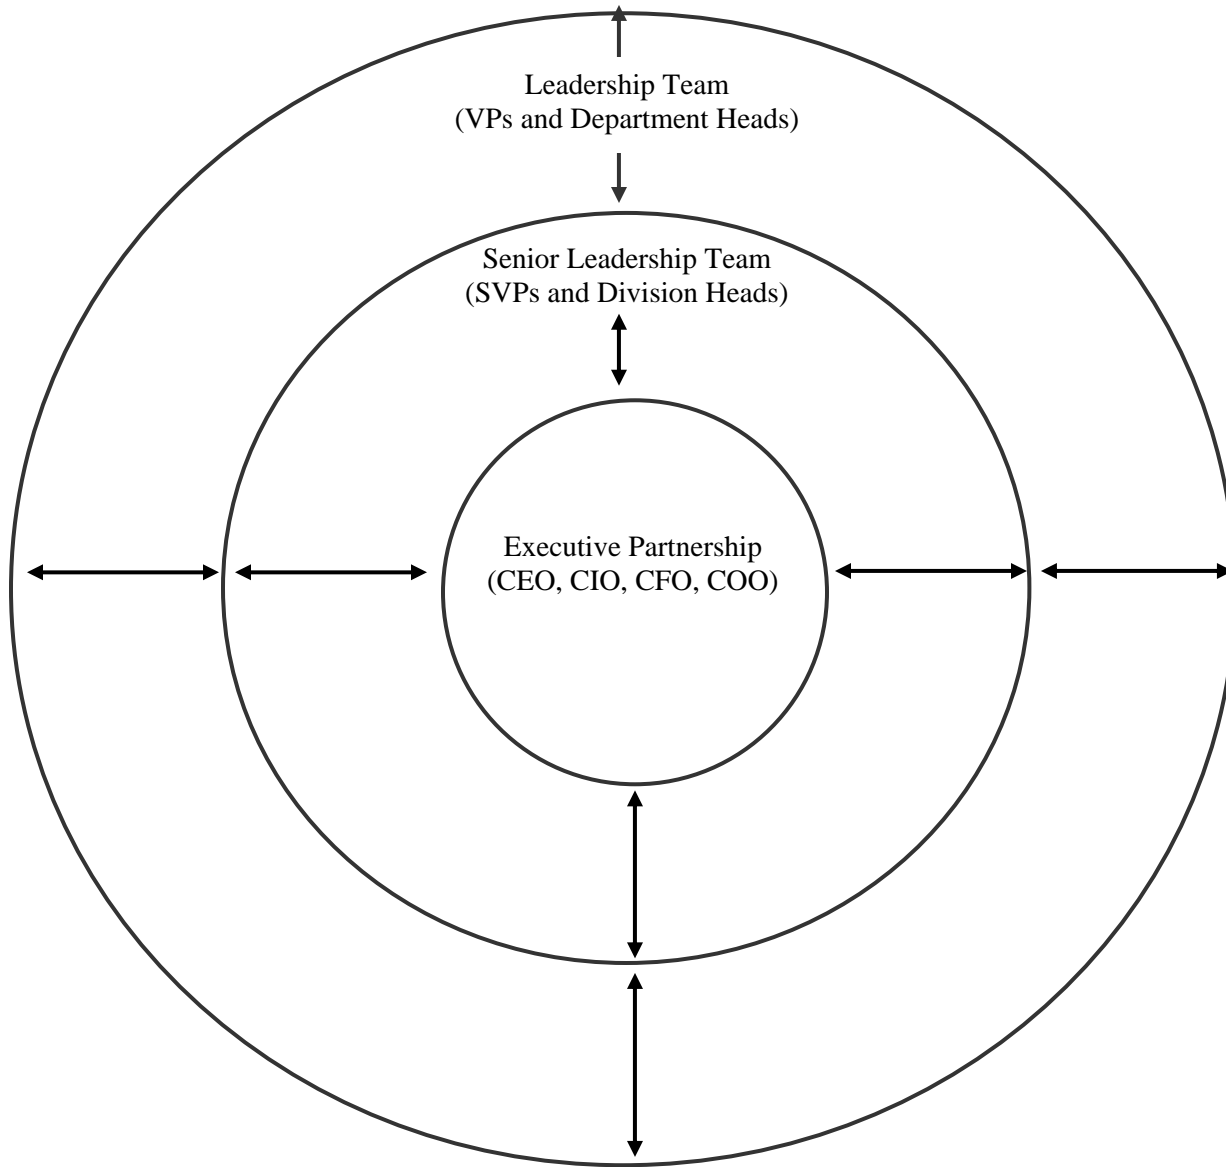 Leadership Team
(VPs and Department Heads)
Senior Leadership Team
(SVPs and Division Heads)
Executive Partnership
(CEO, CIO, CFO, COO)